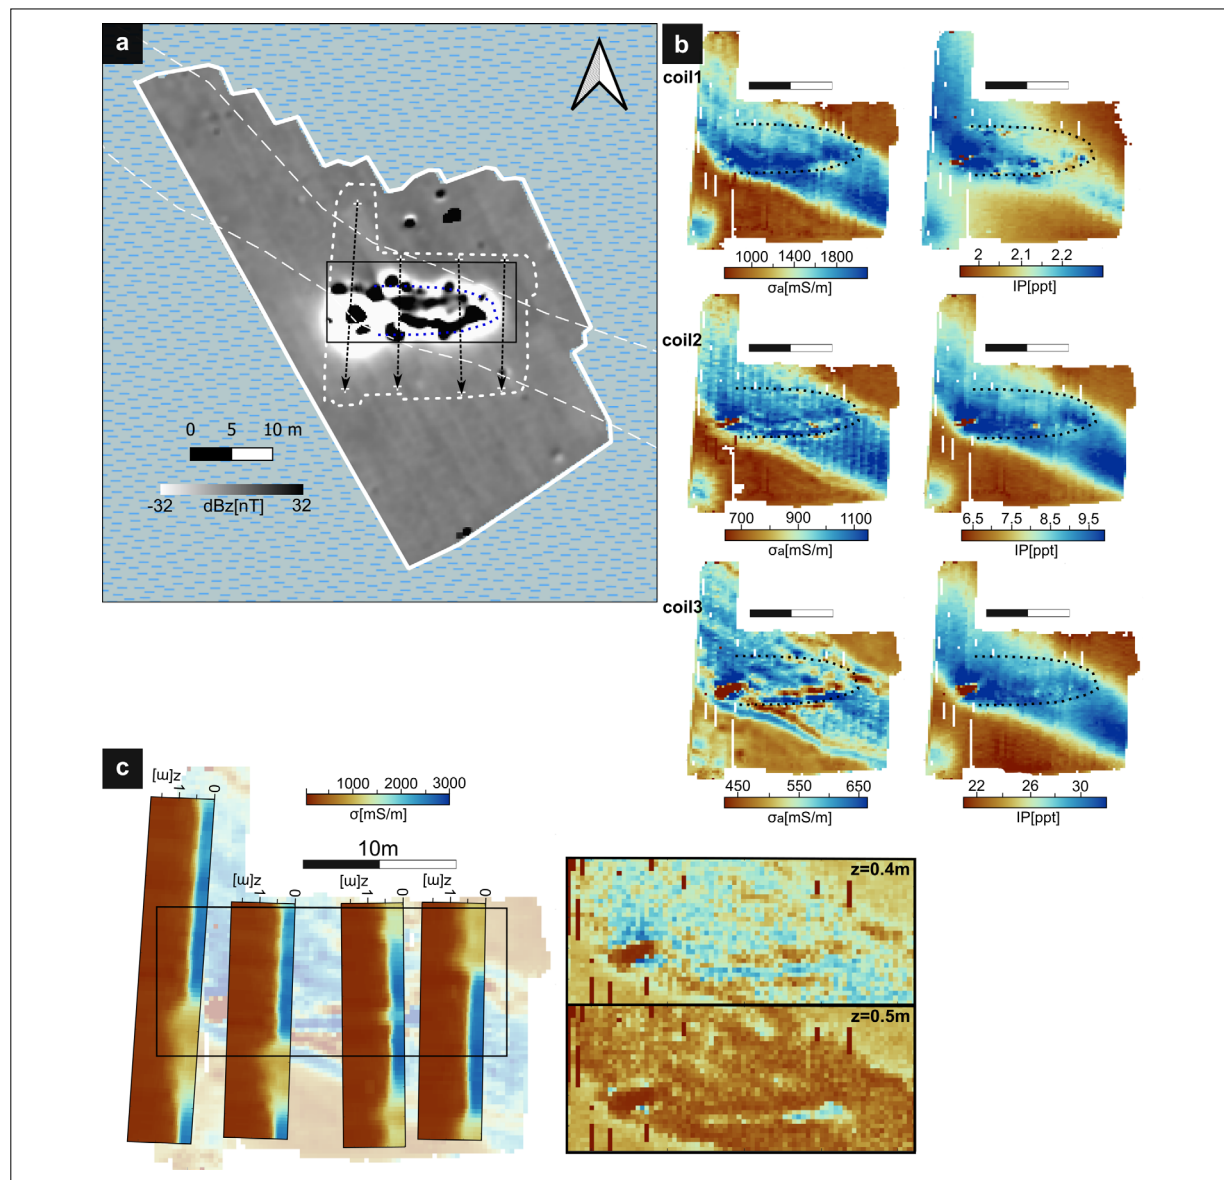 a
0 5 10 m
-32 dBz[nT] 32
b
coil1
1000 1400 1800
σa[mS/m]
2 2.1 2.2
IP[ppt]
coil2
700 900 1100
σa[mS/m]
6.5 7.5 8.5 9.5
IP[ppt]
coil3
450 550 650
σa[mS/m]
22 26 30
IP[ppt]
c
z[m] 1 0
1000 2000 3000
σ[mS/m]
10m
z[m] 1 0
z[m] 1 0
z[m] 1 0
z=0.4m
z=0.5m